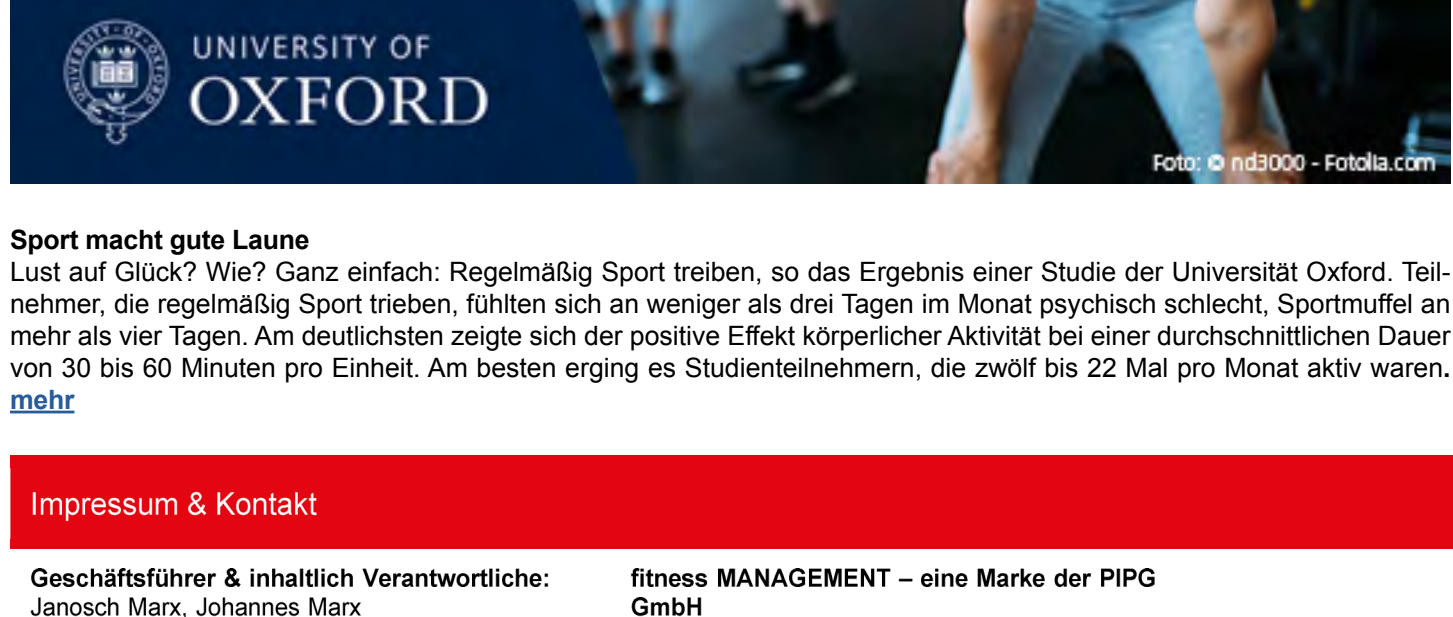 UNIVERSITY OF
OXFORD
Foto: © nd3000 - Fotolia.com
Sport macht gute Laune
Lust auf Glück? Wie? Ganz einfach: Regelmäßig Sport treiben, so das Ergebnis einer Studie der Universität Oxford. Teil-
nehmer, die regelmäßig Sport trieben, fühlten sich an weniger als drei Tagen im Monat psychisch schlecht, Sportmuffel an
mehr als vier Tagen. Am deutlichsten zeigte sich der positive Effekt körperlicher Aktivität bei einer durchschnittlichen Dauer
von 30 bis 60 Minuten pro Einheit. Am besten erging es Studienteilnehmern, die zwölf bis 22 Mal pro Monat aktiv waren.
mehr
Impressum & Kontakt
Geschäftsführer & inhaltlich Verantwortliche:
Janosch Marx, Johannes Marx
fitness MANAGEMENT – eine Marke der PIPG
GmbH